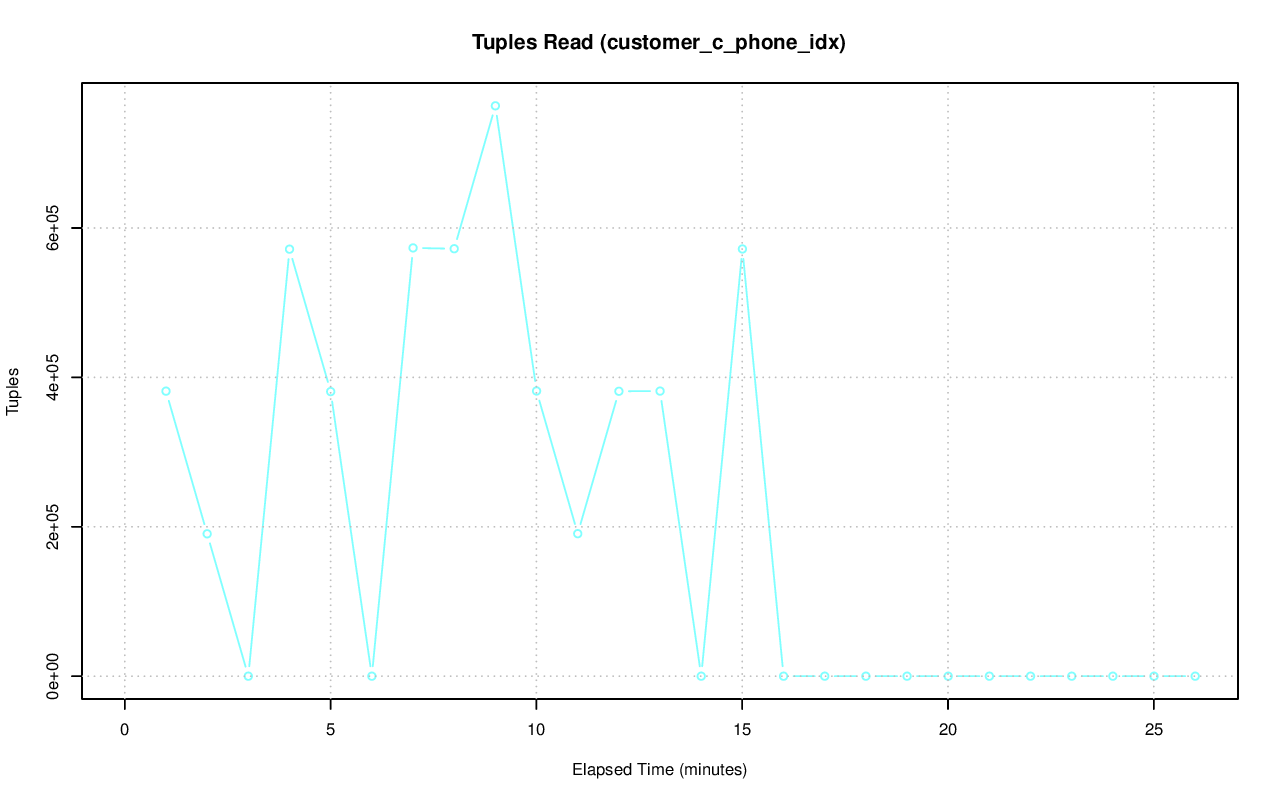 Tuples Read (customer_c_phone_idx)
Tuples
6e+05
4e+05
2e+05
0e+00
0 5 10 15 20 25
Elapsed Time (minutes)